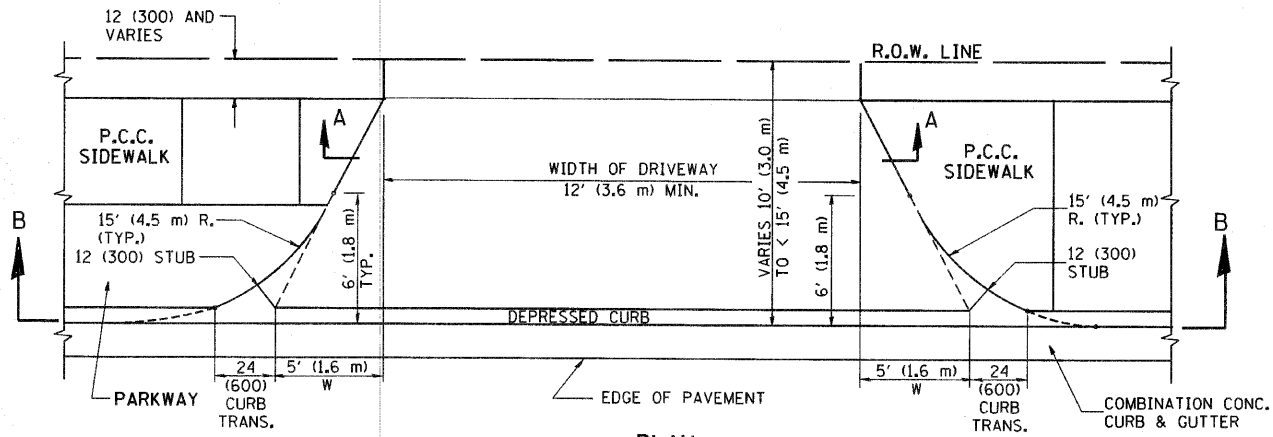 12 (300) AND
VARIES
R.O.W. LINE
A
A
P.C.C.
SIDEWALK
P.C.C.
SIDEWALK
WIDTH OF DRIVEWAY
12' (3.6 m) MIN.
VARIES 10' (3.0 m)
TO < 15' (4.5 m)
B
B
15' (4.5 m) R.
(TYP.)
12 (300) STUB
6' (1.8 m)
TYP.
6' (1.8 m)
15' (4.5 m)
R. (TYP.)
12 (300)
STUB
DEPRESSED CURB
24
(600)
CURB
TRANS.
5' (1.6 m)
W
PARKWAY
EDGE OF PAVEMENT
5' (1.6 m)
W
24
(600)
CURB
TRANS.
COMBINATION CONC.
CURB & GUTTER